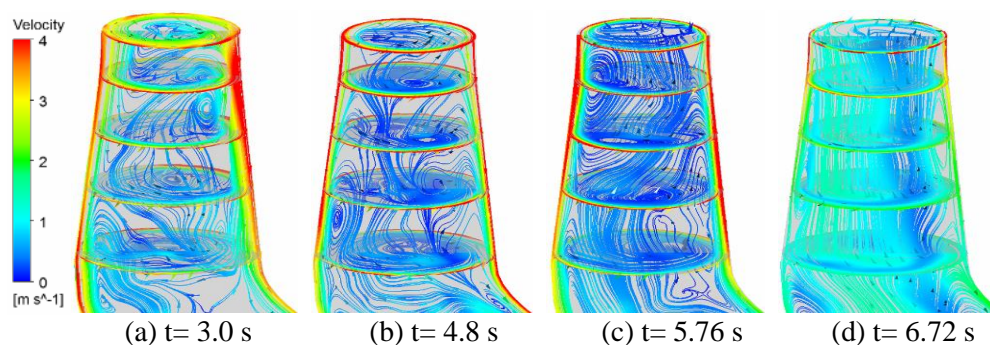 Velocity
4
3
2
1
0
[m s^-1]
(a) t= 3.0 s
(b) t= 4.8 s
(c) t= 5.76 s
(d) t= 6.72 s